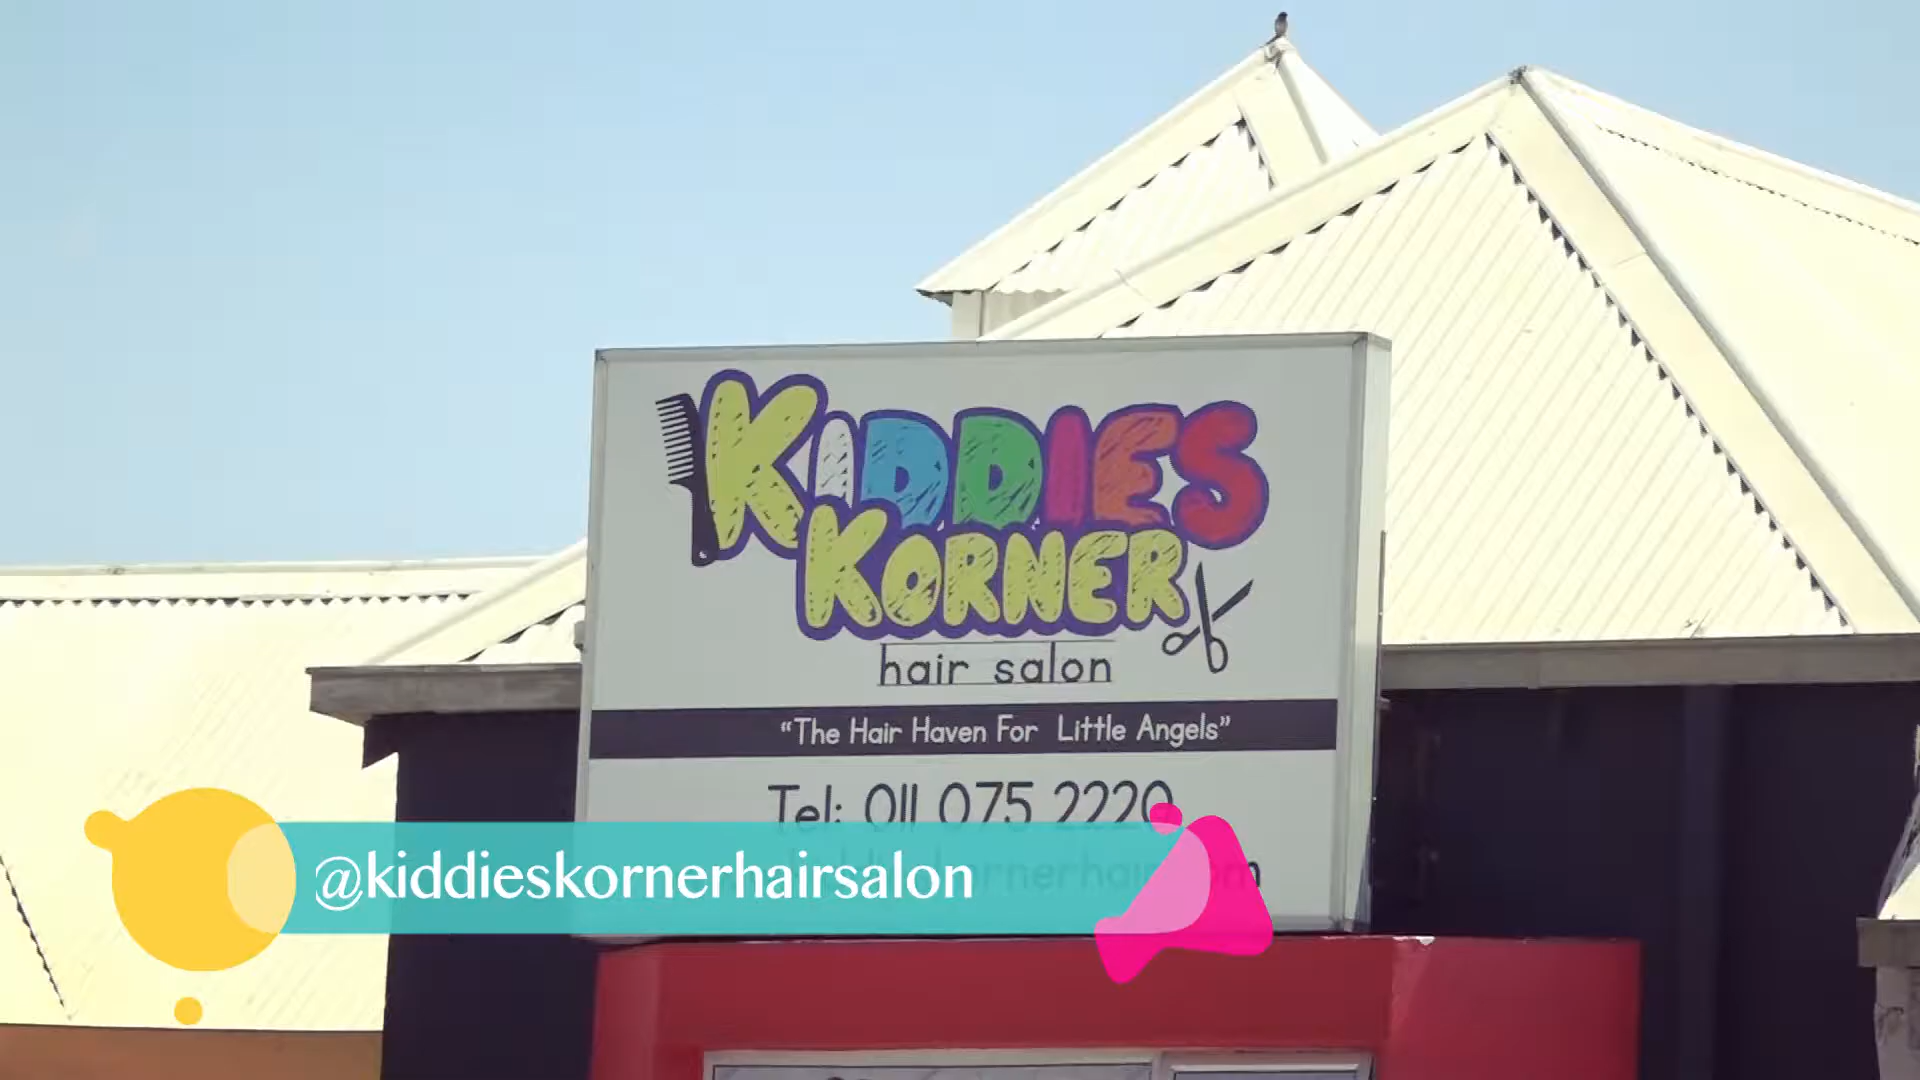 KIDDIES
KORNER
hair salon
“The Hair Haven For Little Angels”
Tel: 011 075 2220
@kiddieskornerhairsalon